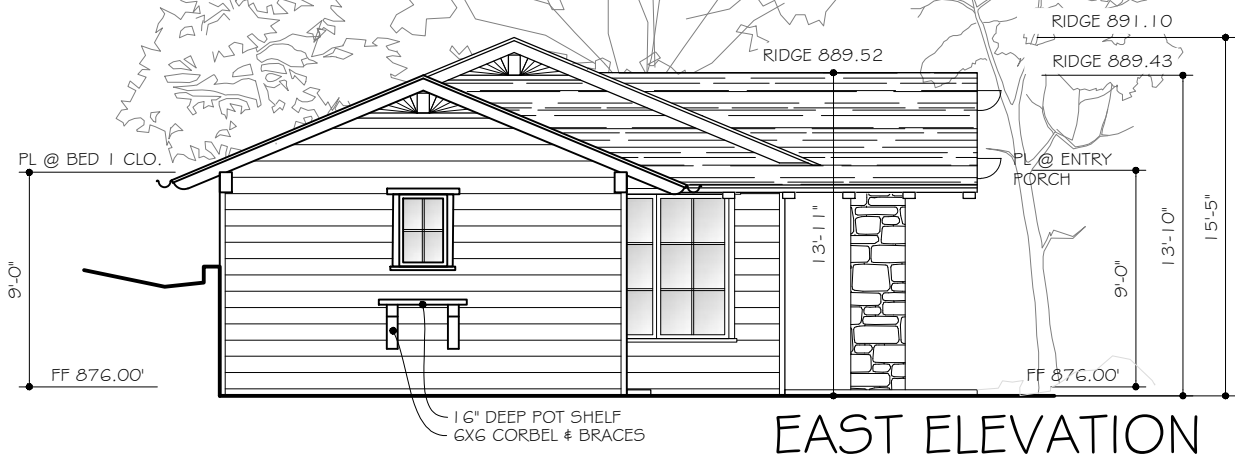 RIDGE 891.10
RIDGE 889.52
RIDGE 889.43
PL @ BED 1 CLO.
PL @ ENTRY
PORCH
9'-0"
13'-11"
9'-0"
13'-10"
15'-5"
FF 876.00'
FF 876.00'
16" DEEP POT SHELF
6X6 CORBEL & BRACES
EAST ELEVATION